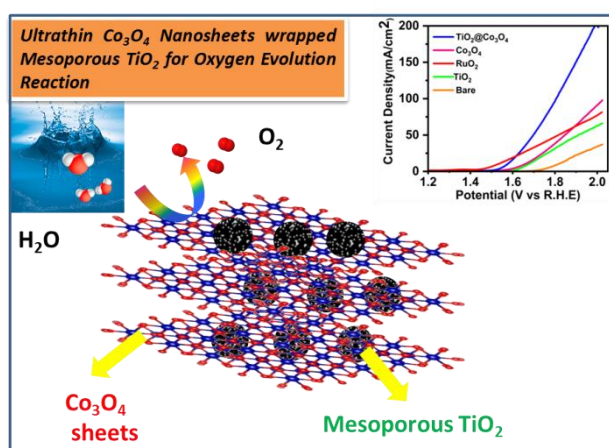 Ultrathin Co₃O₄ Nanosheets wrapped
Mesoporous TiO₂ for Oxygen Evolution
Reaction
O₂
H₂O
Current Density(mA/cm²)
200
150
100
50
0
TiO₂@Co₃O₄
Co₃O₄
RuO₂
TiO₂
Bare
1.2 1.4 1.6 1.8 2.0
Potential (V vs R.H.E)
Co₃O₄
sheets
Mesoporous TiO₂